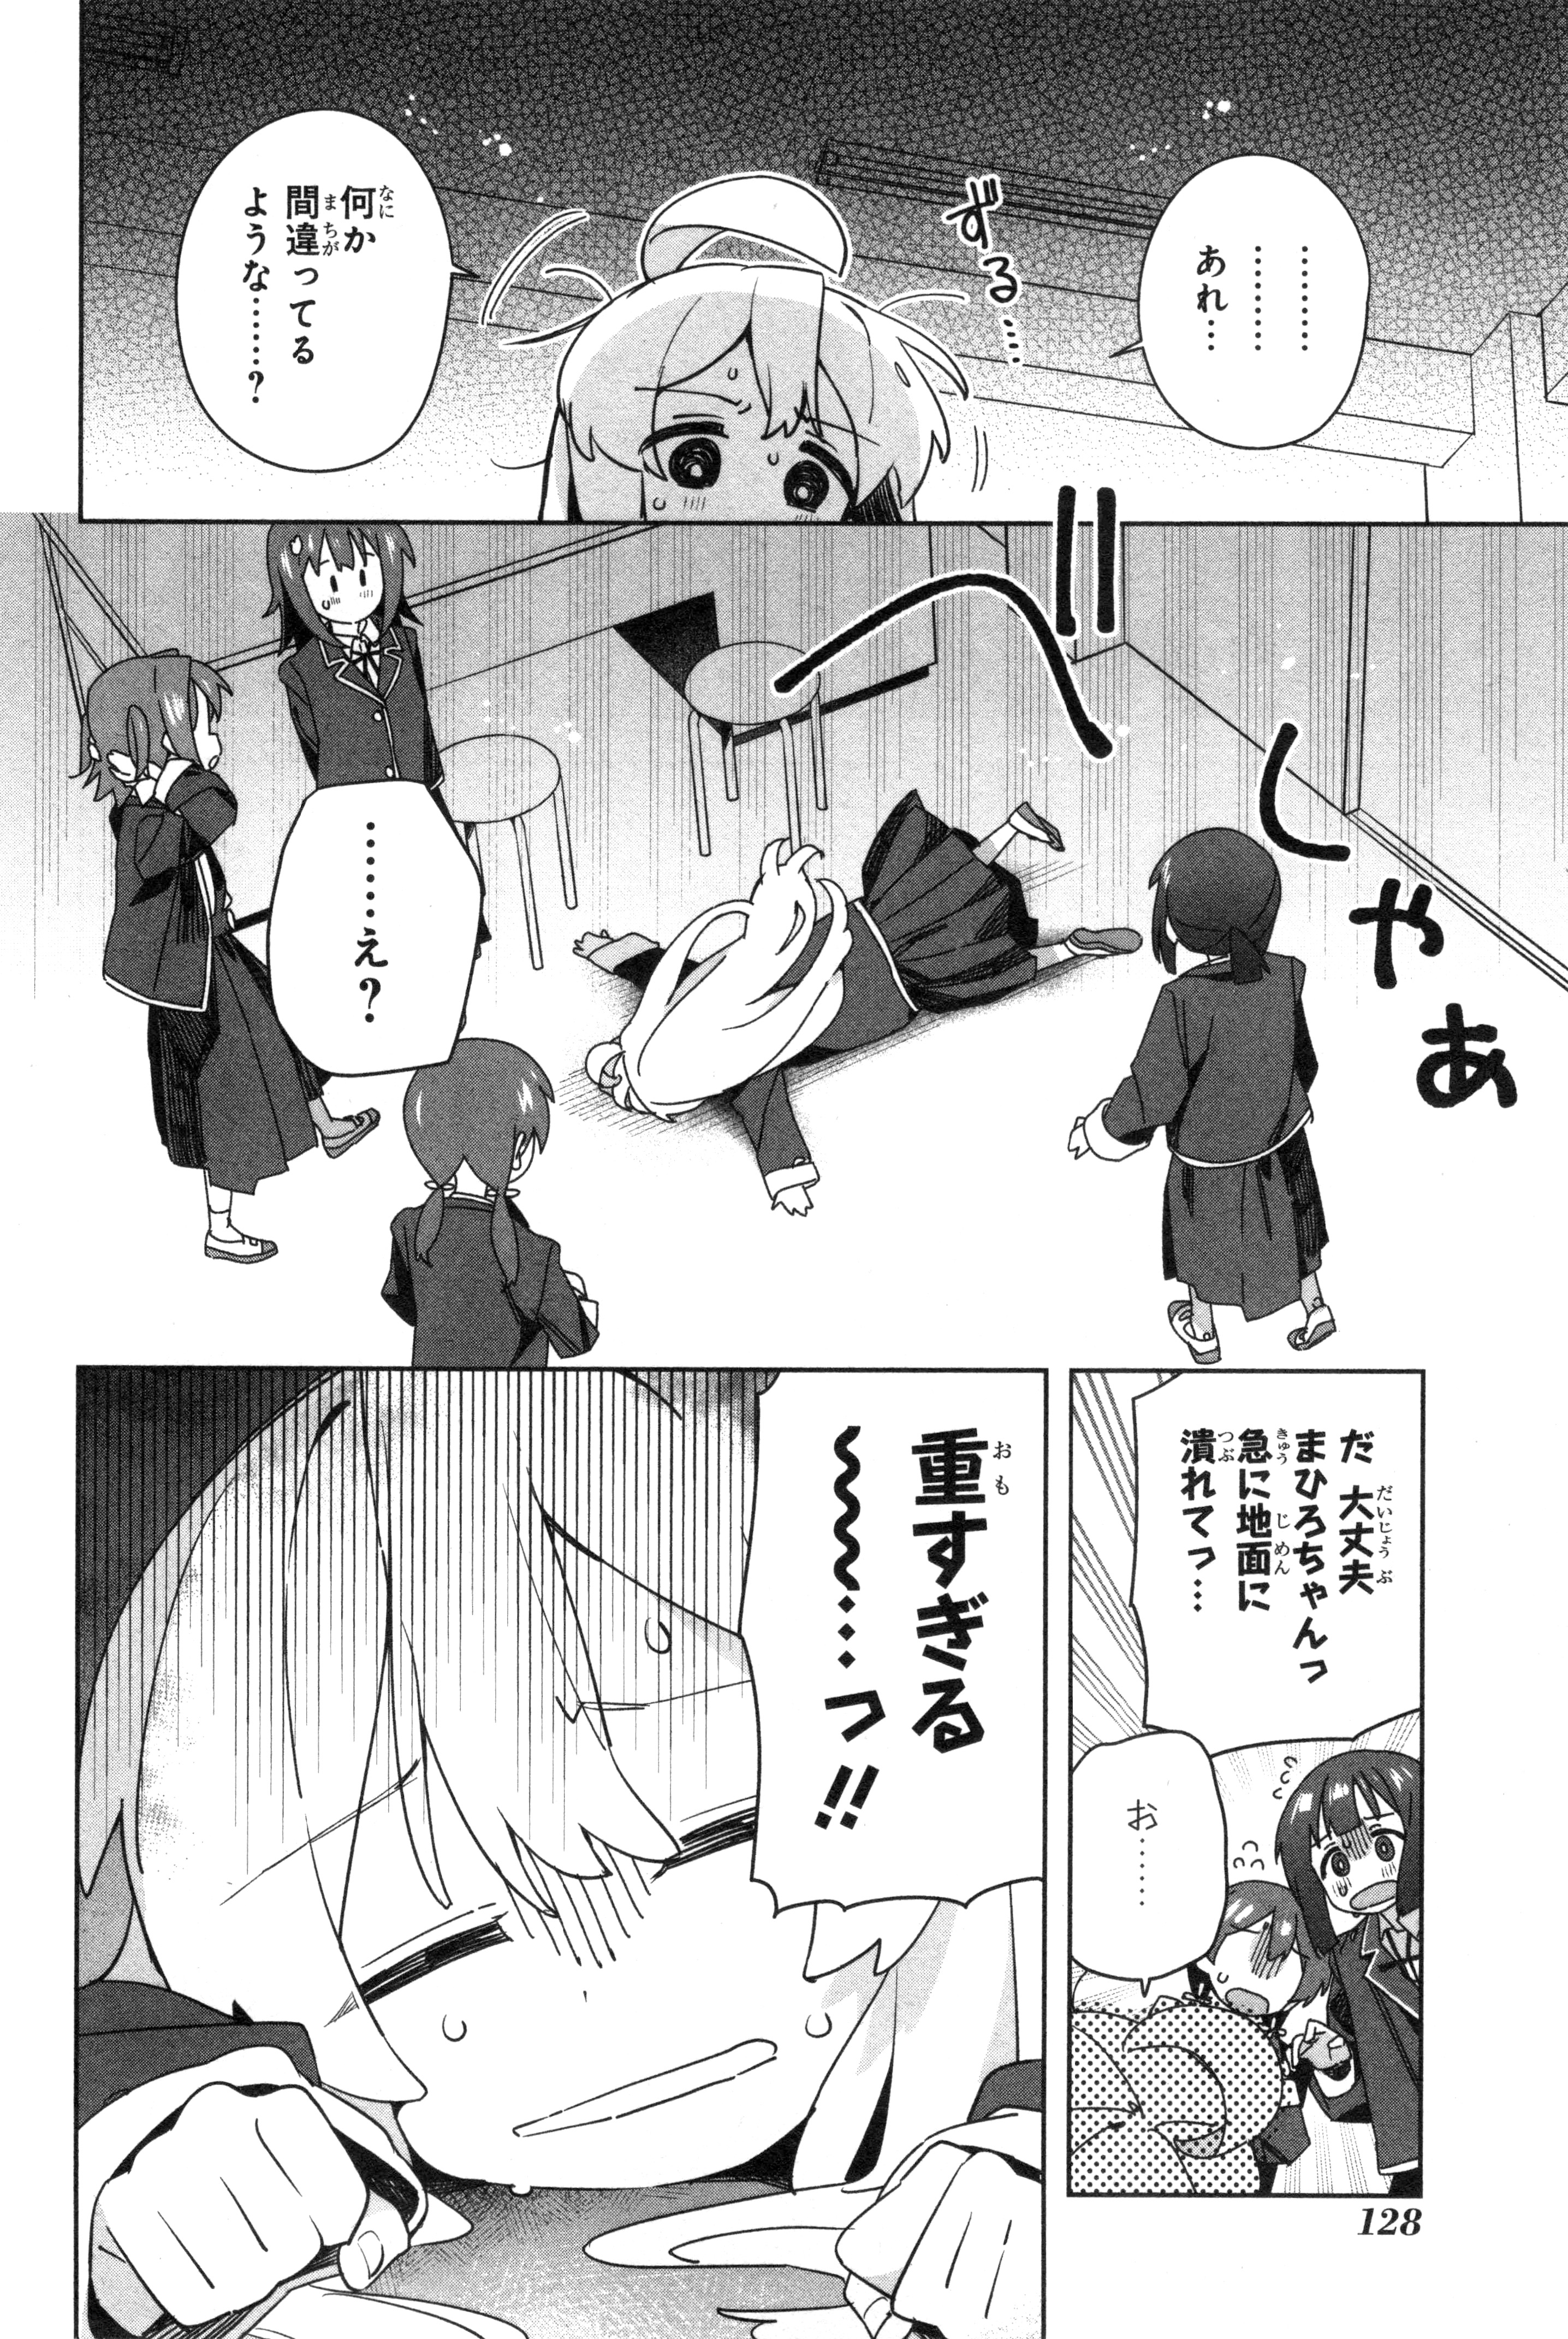 …………
…………
あれ…
ずる…
何か
間違ってる
ような……？
べしゃあ
!!
………え？
だ 大丈夫
まひろちゃんっ
急に地面に
潰れてっ…
お……
重すぎる
〜〜〜…っ!!
128